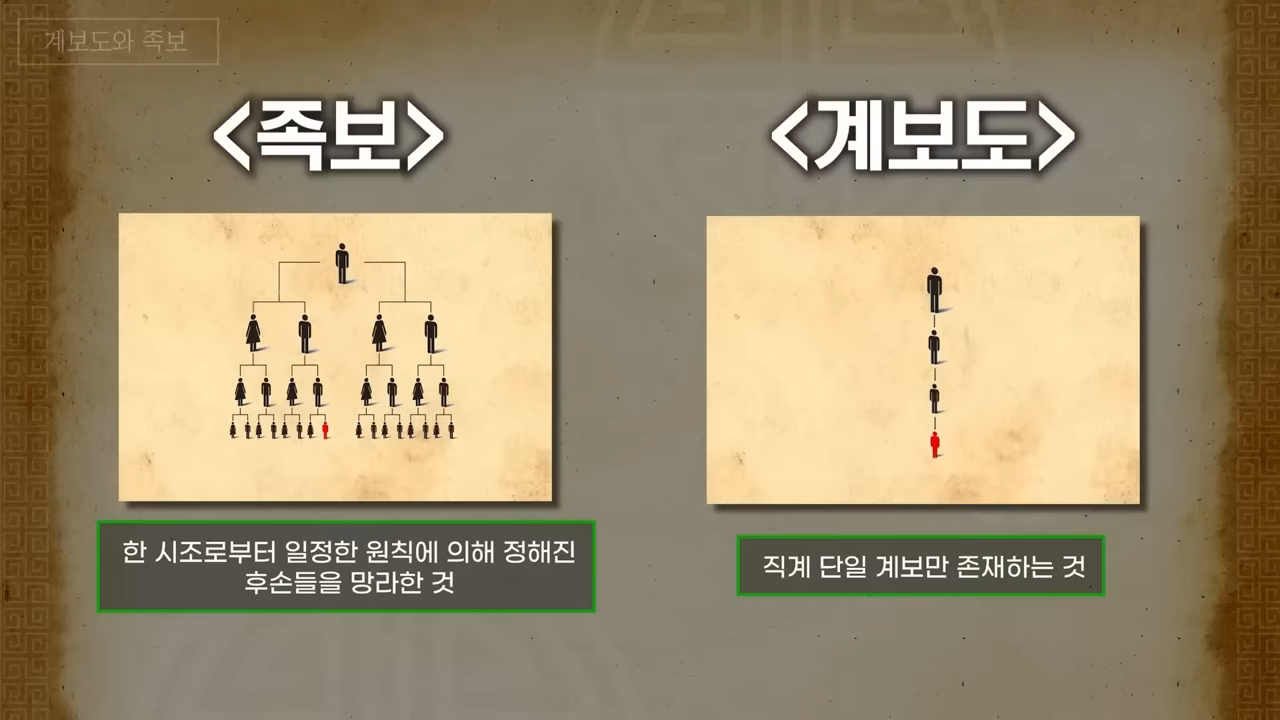 계보도와 족보
<족보>
<계보도>
한 시조로부터 일정한 원칙에 의해 정해진
후손들을 망라한 것
직계 단일 계보만 존재하는 것